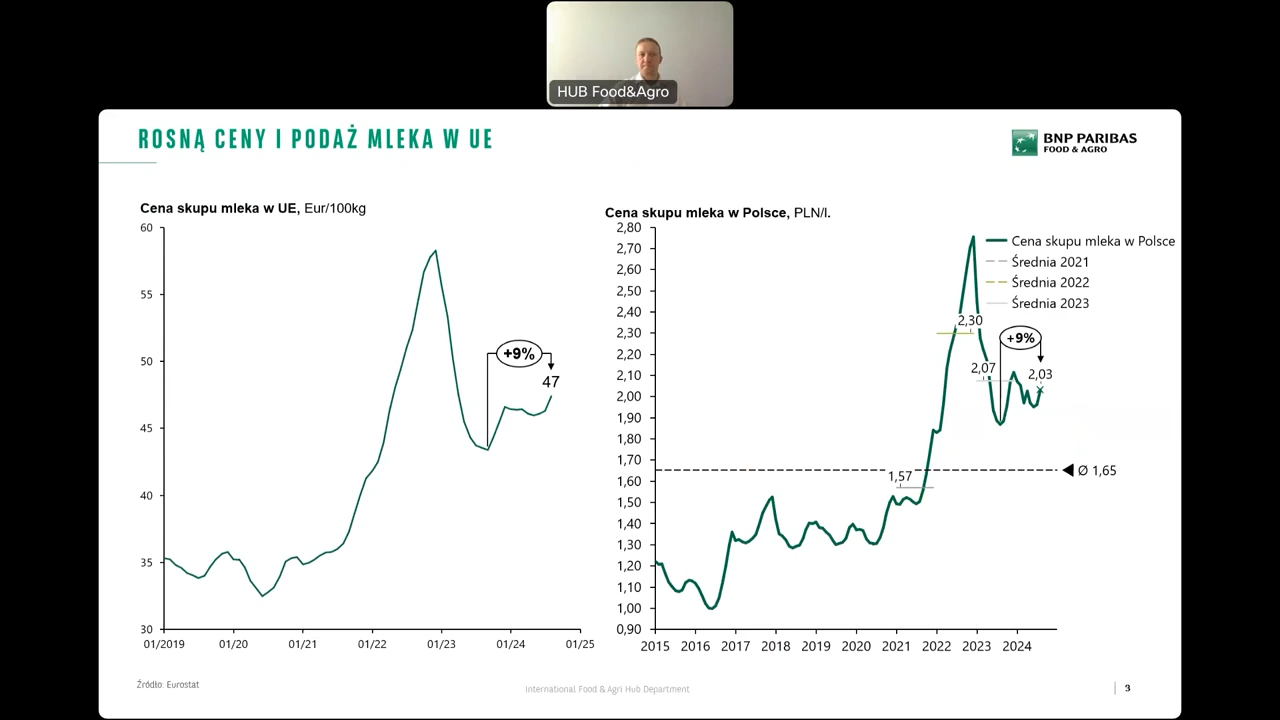 HUB Food&Agro
ROSNĄ CENY I PODAŻ MLEKA W UE
BNP PARIBAS
FOOD & AGRO
Cena skupu mleka w UE, Eur/100kg
60
55
50
45
40
35
30
01/2019 01/20 01/21 01/22 01/23 01/24 01/25
+9%
47
Cena skupu mleka w Polsce, PLN/l.
2,80
2,70
2,60
2,50
2,40
2,30
2,20
2,10
2,00
1,90
1,80
1,70
1,60
1,50
1,40
1,30
1,20
1,10
1,00
0,90
2015 2016 2017 2018 2019 2020 2021 2022 2023 2024
Cena skupu mleka w Polsce
Średnia 2021
Średnia 2022
Średnia 2023
2,30
+9%
2,07
2,03
1,57
Ø 1,65
Źródło: Eurostat
International Food & Agri Hub Department
3